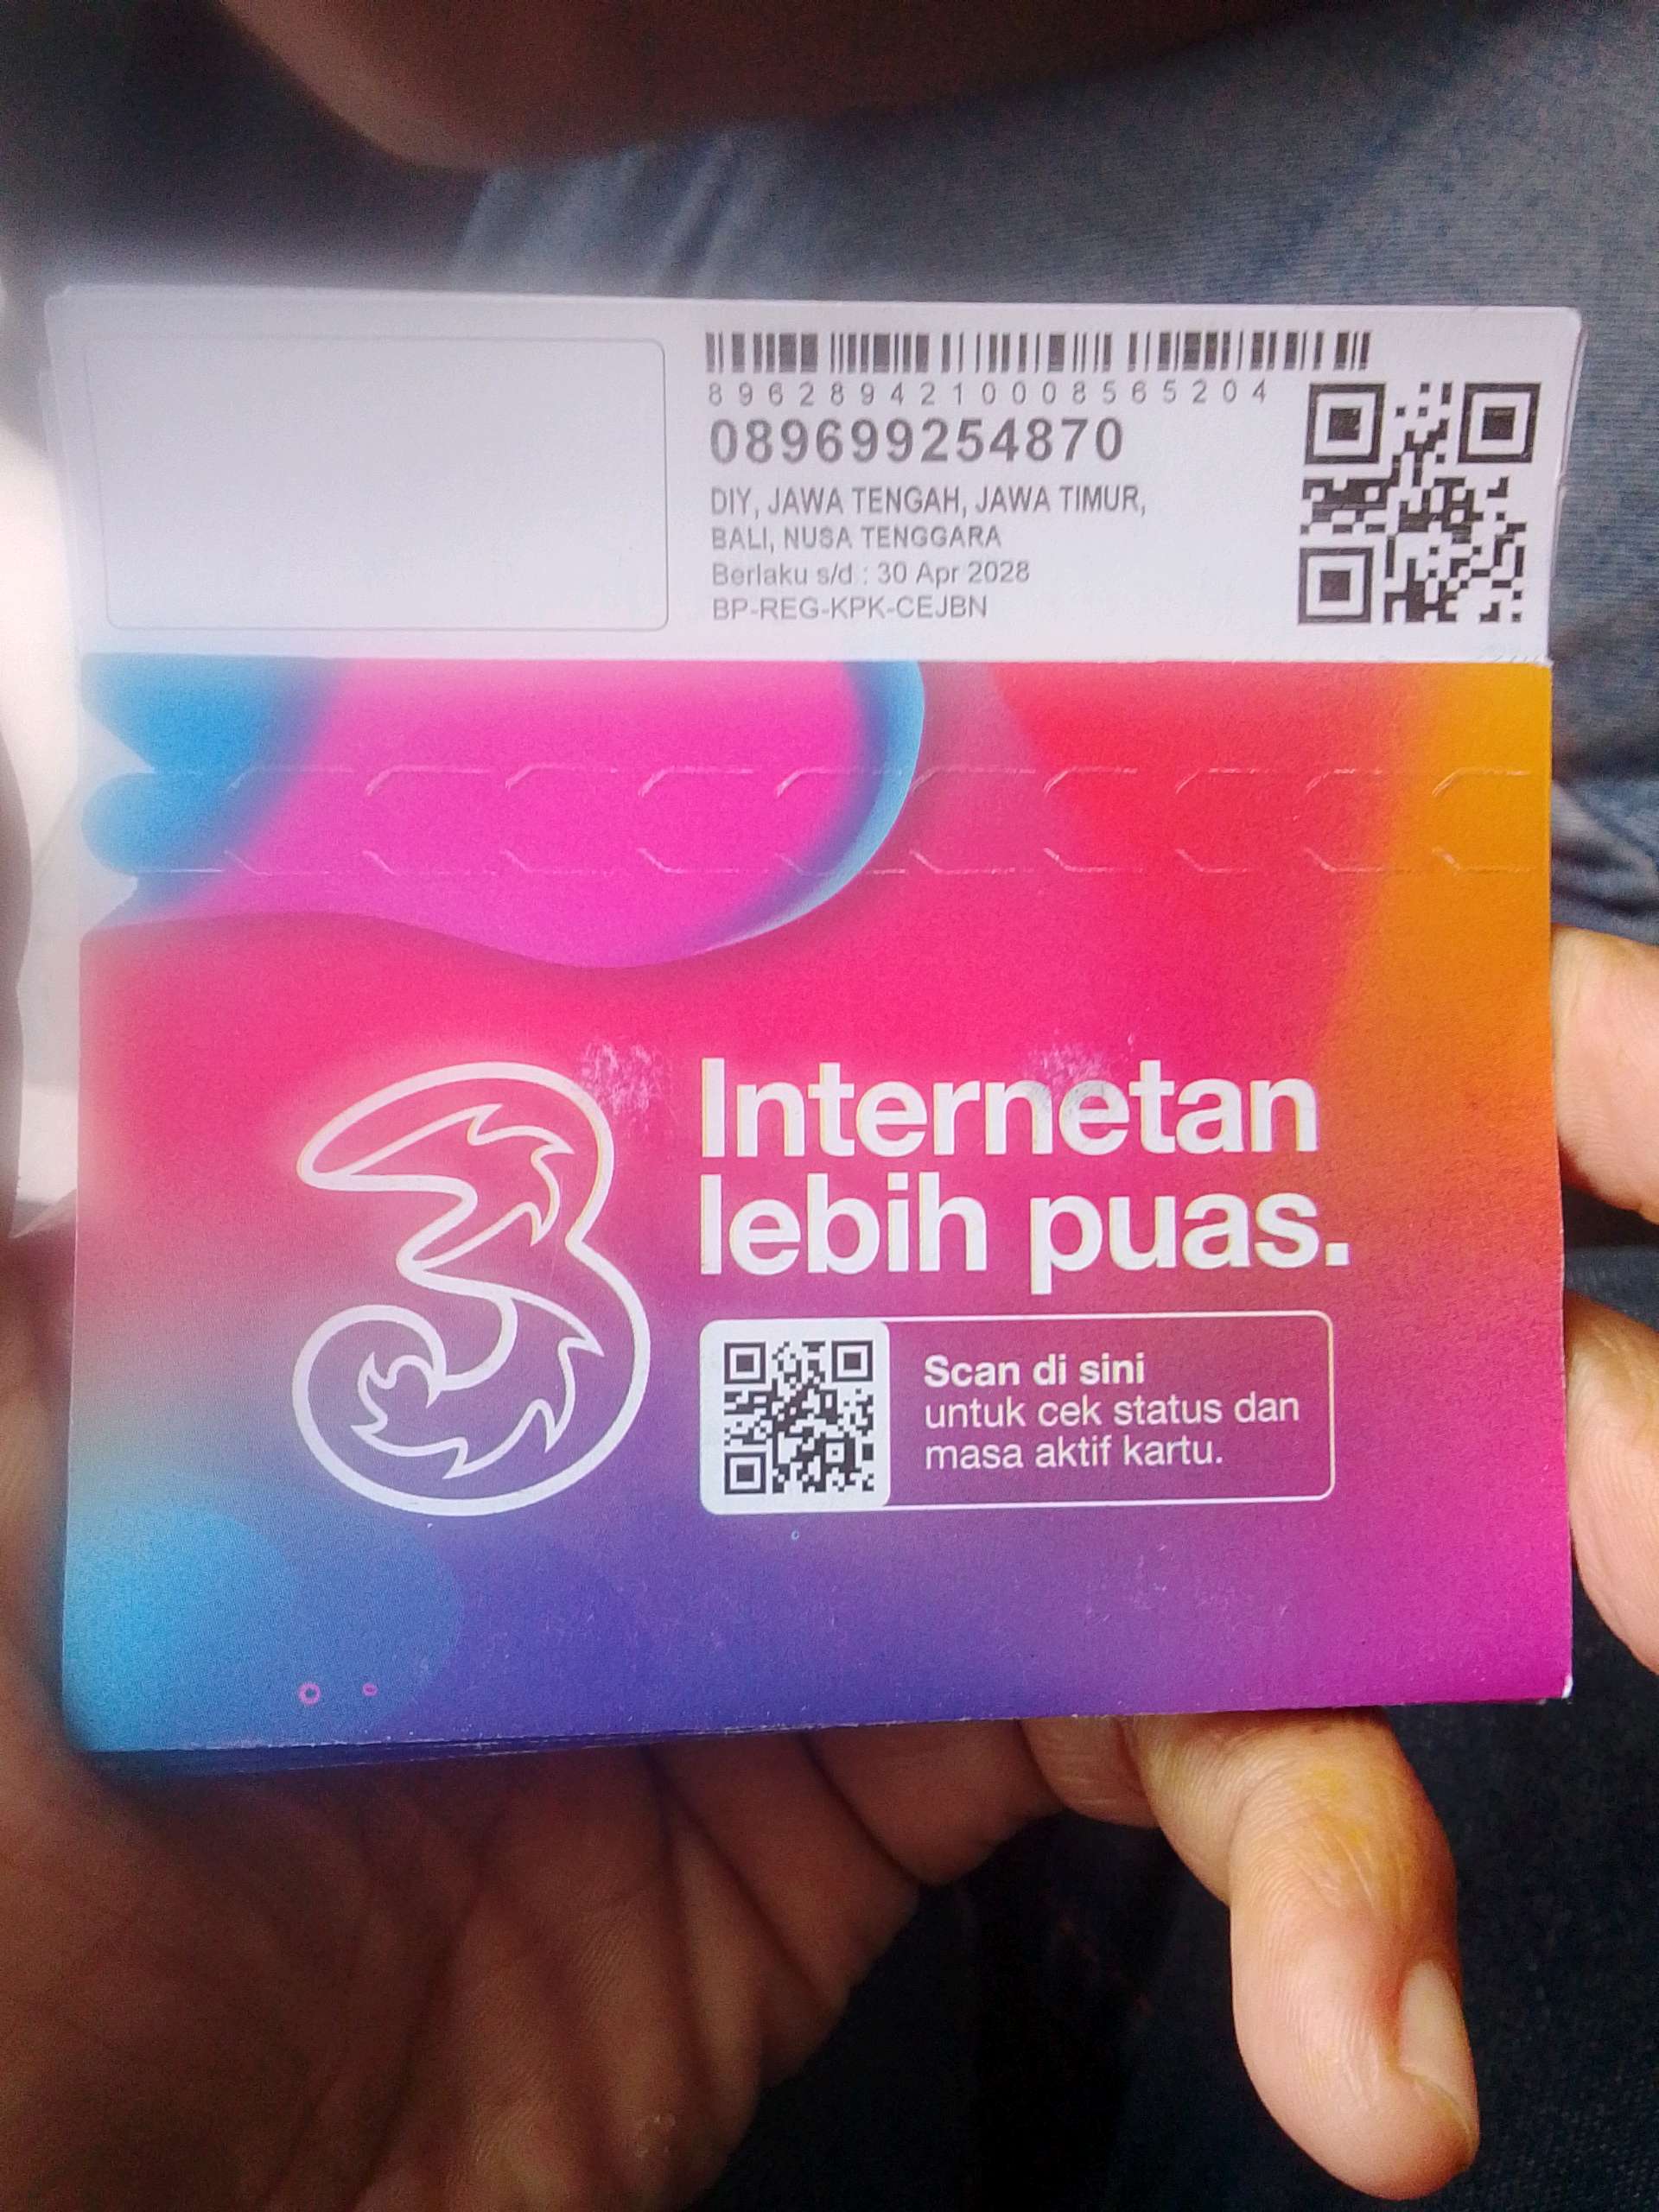 8962894210008565204
089699254870
DIY, JAWA TENGAH, JAWA TIMUR,
BALI, NUSA TENGGARA
Berlaku s/d : 30 Apr 2028
BP-REG-KPK-CEJBN
3
Internetan
lebih puas.
Scan di sini
untuk cek status dan
masa aktif kartu.